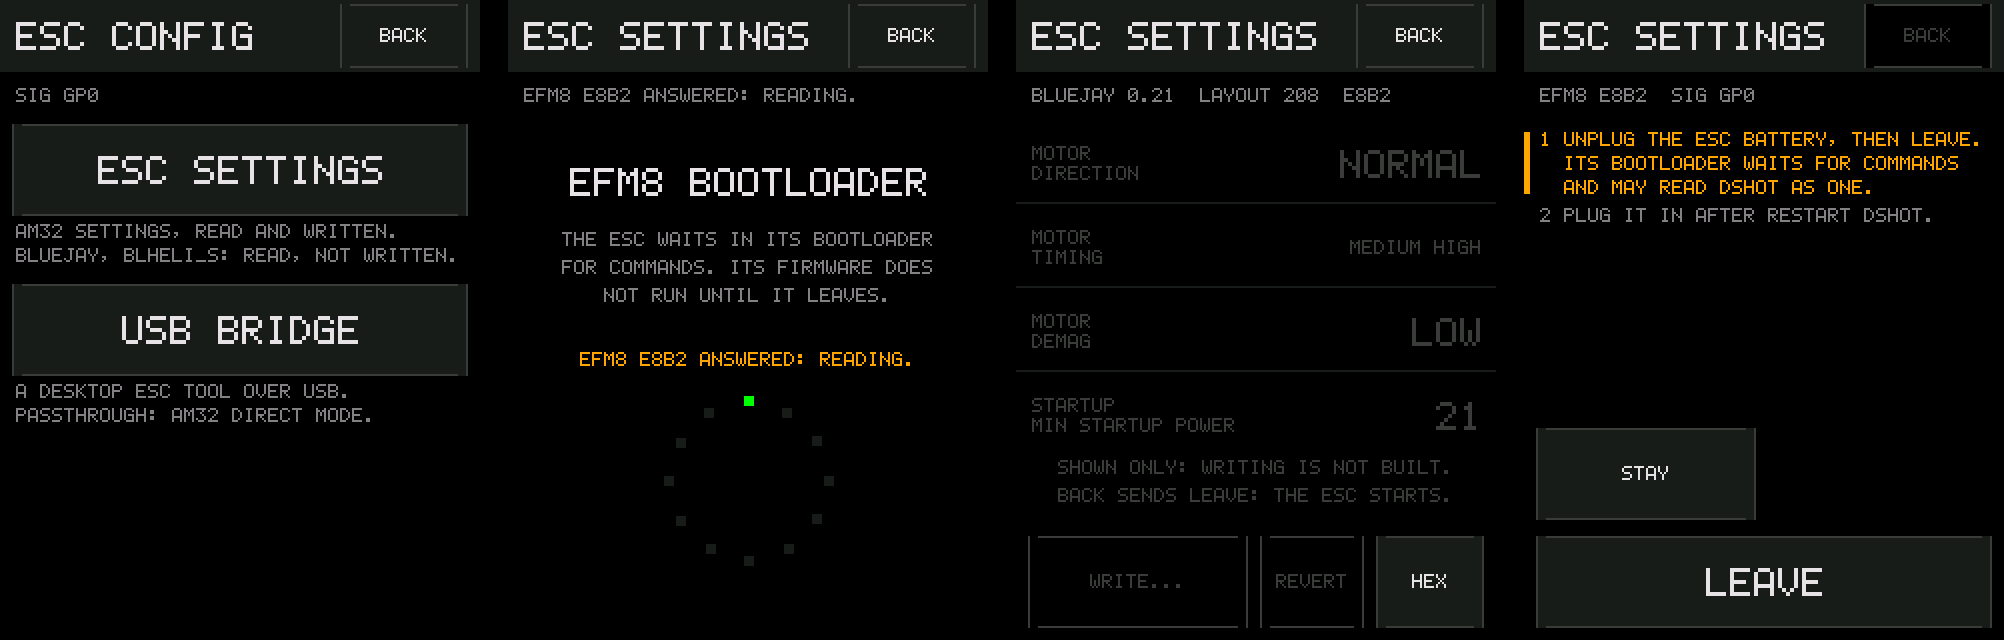 ESC CONFIG
BACK
SIG GP0
ESC SETTINGS
AM32 SETTINGS, READ AND WRITTEN.
BLUEJAY, BLHELI_S: READ, NOT WRITTEN.
USB BRIDGE
A DESKTOP ESC TOOL OVER USB.
PASSTHROUGH: AM32 DIRECT MODE.
ESC SETTINGS
BACK
EFM8 E8B2 ANSWERED: READING.
EFM8 BOOTLOADER
THE ESC WAITS IN ITS BOOTLOADER
FOR COMMANDS. ITS FIRMWARE DOES
NOT RUN UNTIL IT LEAVES.
EFM8 E8B2 ANSWERED: READING.
ESC SETTINGS
BACK
BLUEJAY 0.21 LAYOUT 208 E8B2
MOTOR
DIRECTION
NORMAL
MOTOR
TIMING
MEDIUM HIGH
MOTOR
DEMAG
LOW
STARTUP
MIN STARTUP POWER
21
SHOWN ONLY: WRITING IS NOT BUILT.
BACK SENDS LEAVE: THE ESC STARTS.
WRITE...
REVERT
HEX
ESC SETTINGS
BACK
EFM8 E8B2 SIG GP0
1 UNPLUG THE ESC BATTERY, THEN LEAVE.
ITS BOOTLOADER WAITS FOR COMMANDS
AND MAY READ DSHOT AS ONE.
2 PLUG IT IN AFTER RESTART DSHOT.
STAY
LEAVE